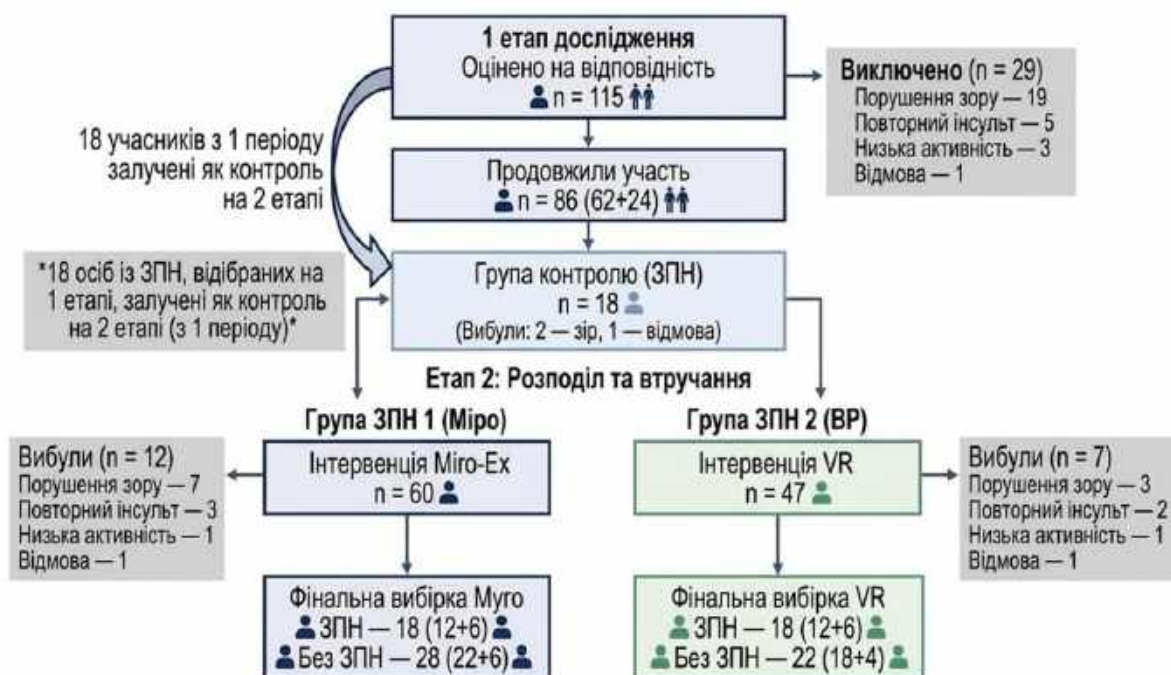 1 етап дослідження
Оцінено на відповідність
n = 115
Виключено (n = 29)
Порушення зору — 19
Повторний інсульт — 5
Низька активність — 3
Відмова — 1
18 учасників з 1 періоду
залучені як контроль
на 2 етапі
Продовжили участь
n = 86 (62+24)
*18 осіб із ЗПН, відібраних на
1 етапі, залучені як контроль
на 2 етапі (з 1 періоду)*
Група контролю (ЗПН)
n = 18
(Вибули: 2 — зір, 1 — відмова)
Етап 2: Розподіл та втручання
Група ЗПН 1 (Міро)
Інтервенція Miro-Ex
n = 60
Вибули (n = 12)
Порушення зору — 7
Повторний інсульт — 3
Низька активність — 1
Відмова — 1
Фінальна вибірка Myro
ЗПН — 18 (12+6)
Без ЗПН — 28 (22+6)
Група ЗПН 2 (ВР)
Інтервенція VR
n = 47
Вибули (n = 7)
Порушення зору — 3
Повторний інсульт — 2
Низька активність — 1
Відмова — 1
Фінальна вибірка VR
ЗПН — 18 (12+6)
Без ЗПН — 22 (18+4)